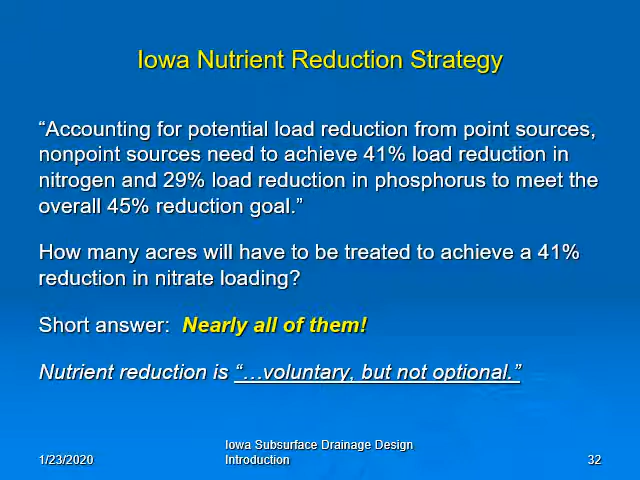 Iowa Nutrient Reduction Strategy
“Accounting for potential load reduction from point sources,
nonpoint sources need to achieve 41% load reduction in
nitrogen and 29% load reduction in phosphorus to meet the
overall 45% reduction goal.”
How many acres will have to be treated to achieve a 41%
reduction in nitrate loading?
Short answer: Nearly all of them!
Nutrient reduction is “…voluntary, but not optional.”
1/23/2020
Iowa Subsurface Drainage Design
Introduction
32